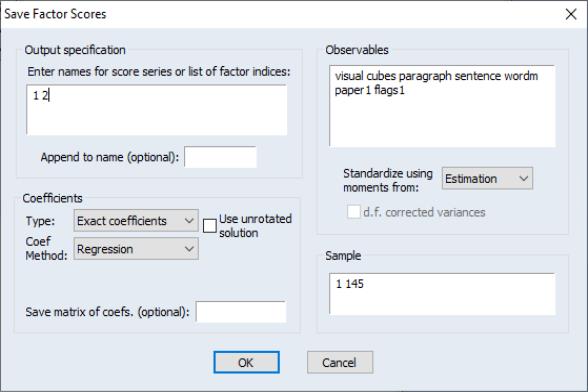 Save Factor Scores
Output specification
Enter names for score series or list of factor indices:
1 2
Append to name (optional):
Coefficients
Type: Exact coefficients
Use unrotated
solution
Coef
Method: Regression
Save matrix of coefs. (optional):
Observables
visual cubes paragraph sentence wordm
paper1 flags1
Standardize using
moments from: Estimation
d.f. corrected variances
Sample
1 145
OK
Cancel